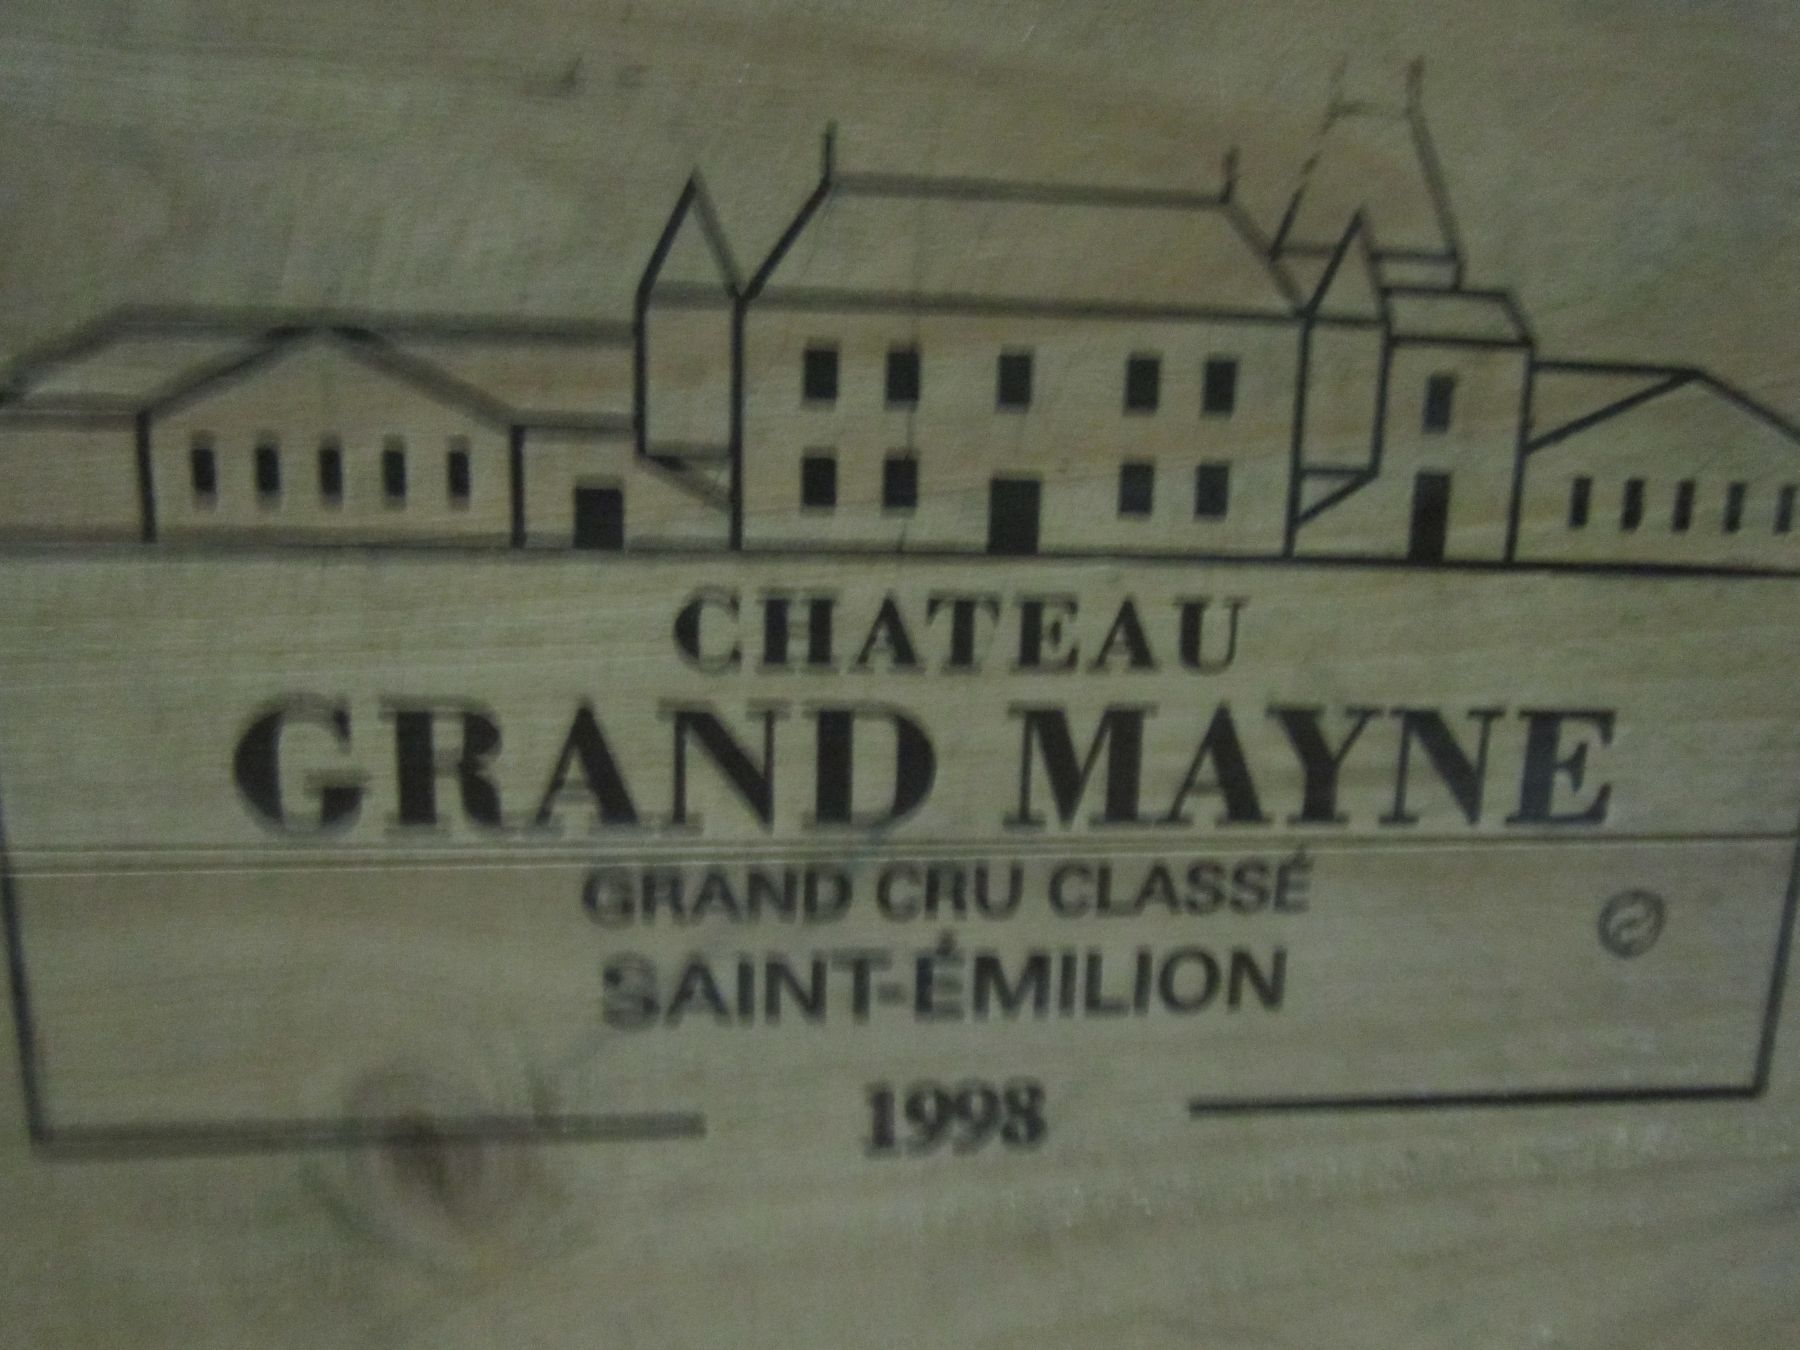 CHATEAU
GRAND MAYNE
GRAND CRU CLASSÉ
SAINT-ÉMILION
1998